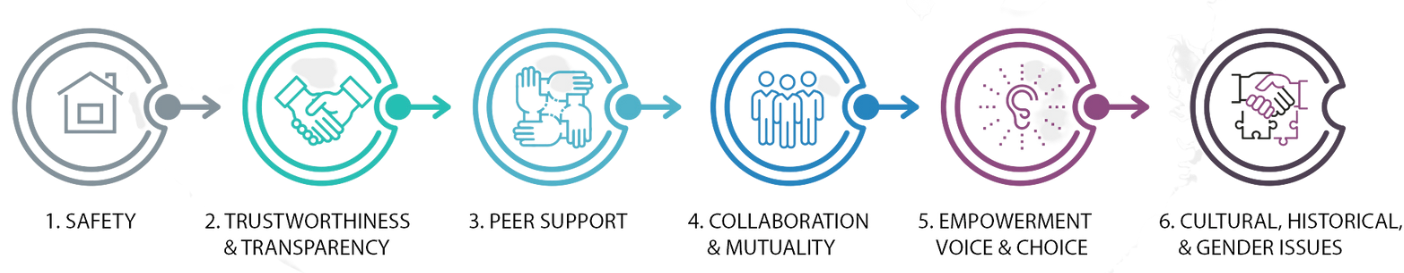 1. SAFETY
2. TRUSTWORTHINESS
& TRANSPARENCY
3. PEER SUPPORT
4. COLLABORATION
& MUTUALITY
5. EMPOWERMENT
VOICE & CHOICE
6. CULTURAL, HISTORICAL,
& GENDER ISSUES